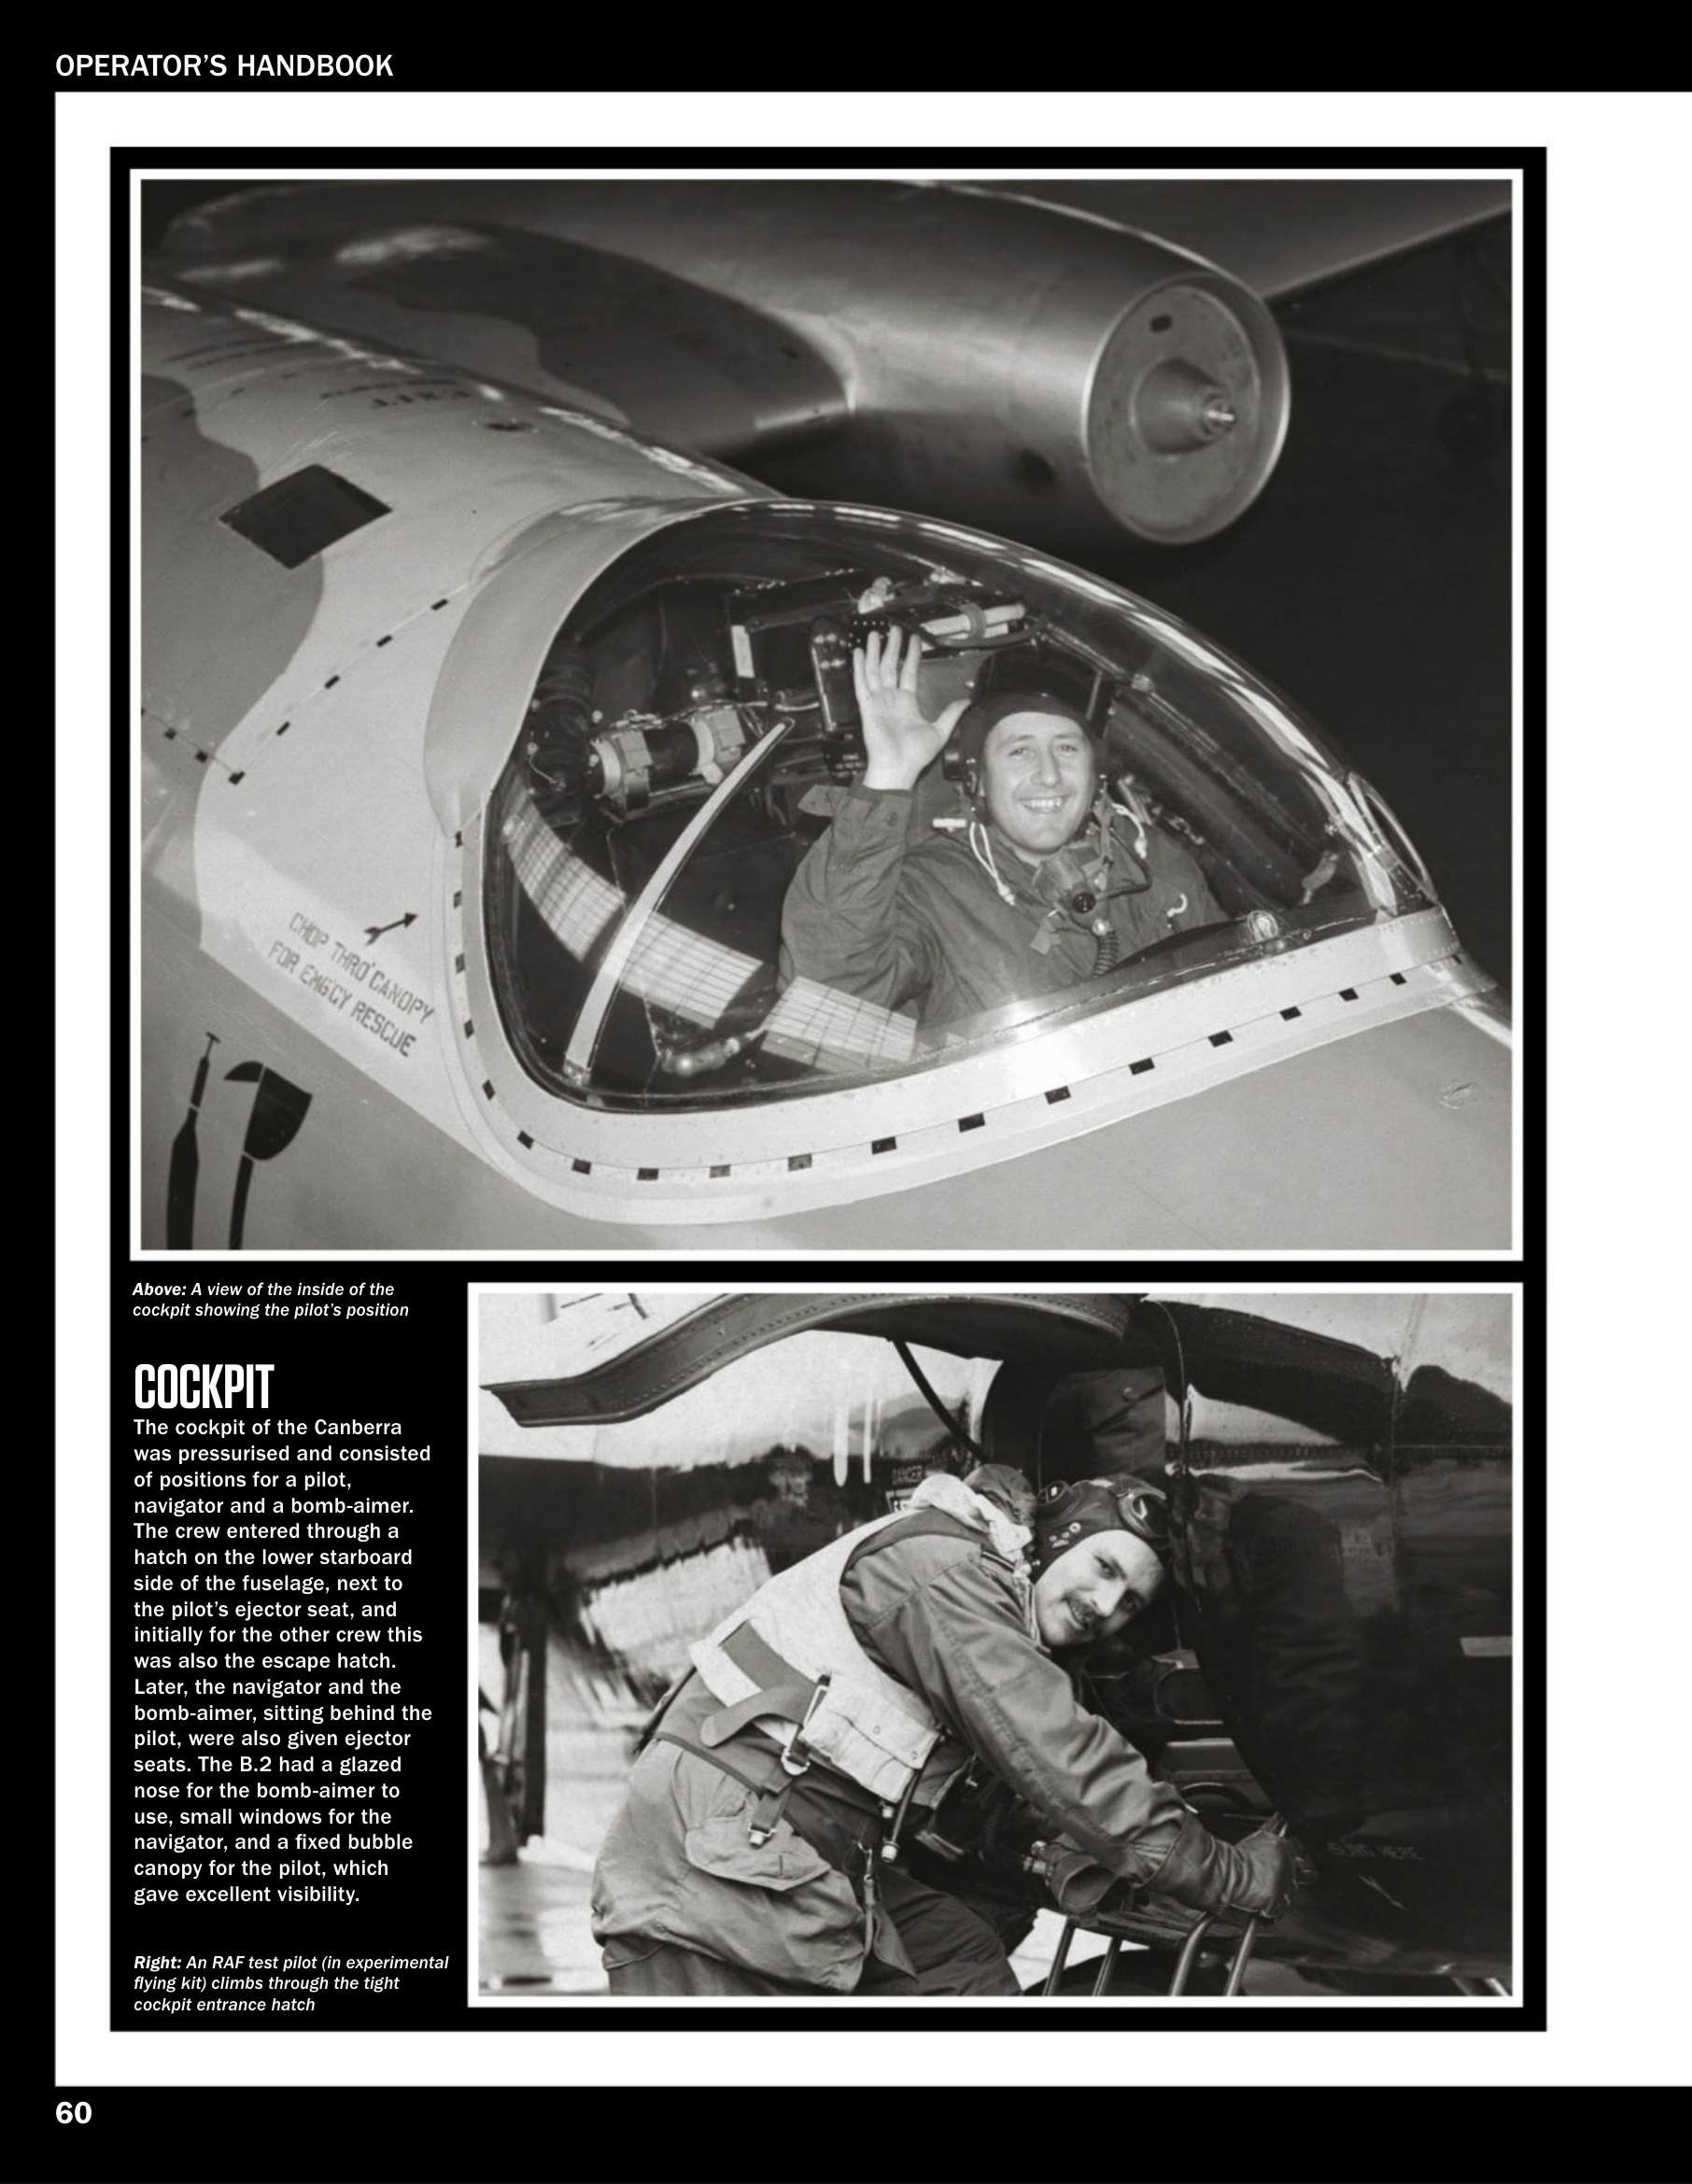 OPERATOR'S HANDBOOK
EXIT
CHOP THRO' CANOPY
FOR EMG'CY RESCUE
Above: A view of the inside of the
cockpit showing the pilot's position
COCKPIT
The cockpit of the Canberra
was pressurised and consisted
of positions for a pilot,
navigator and a bomb-aimer.
The crew entered through a
hatch on the lower starboard
side of the fuselage, next to
the pilot's ejector seat, and
initially for the other crew this
was also the escape hatch.
Later, the navigator and the
bomb-aimer, sitting behind the
pilot, were also given ejector
seats. The B.2 had a glazed
nose for the bomb-aimer to
use, small windows for the
navigator, and a fixed bubble
canopy for the pilot, which
gave excellent visibility.
DANGER
Right: An RAF test pilot (in experimental
flying kit) climbs through the tight
cockpit entrance hatch
60